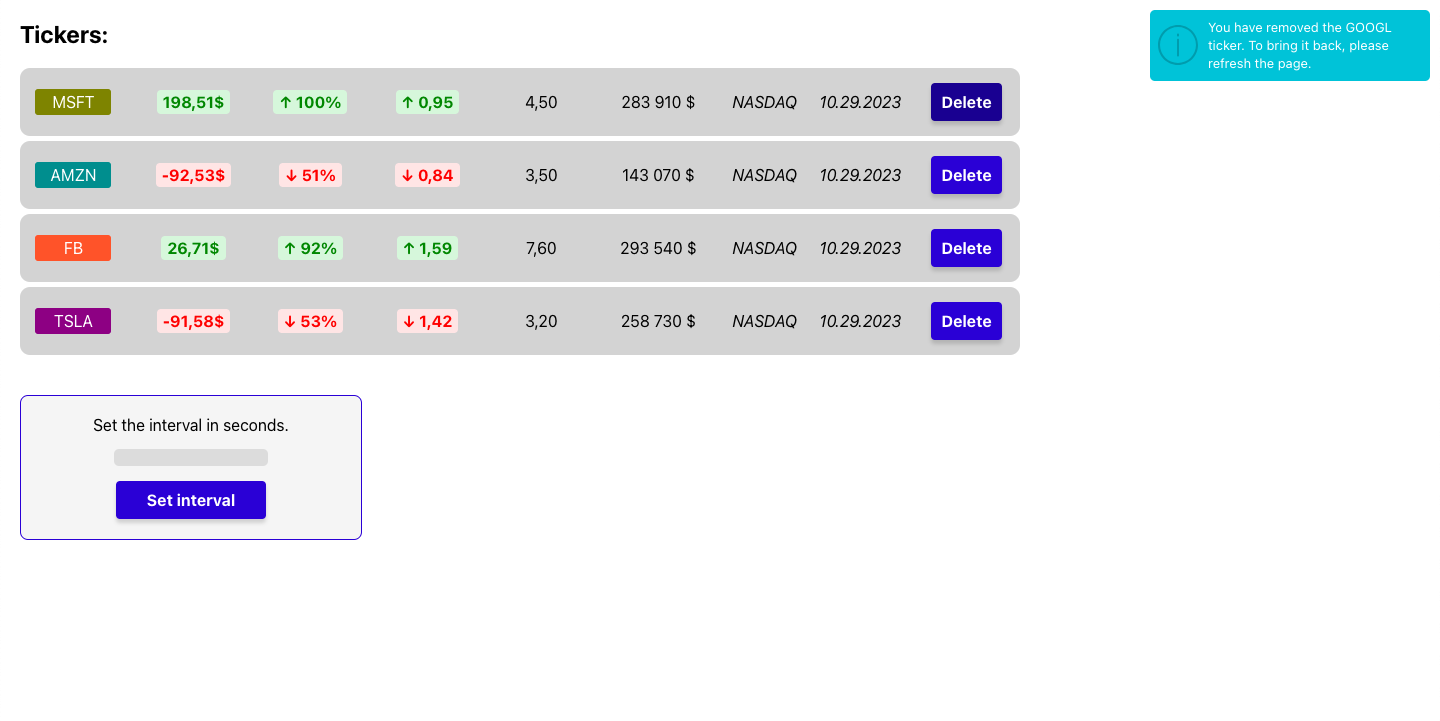 Tickers:
You have removed the GOOGL
ticker. To bring it back, please
refresh the page.
MSFT 198,51$ ↑ 100% ↑ 0,95 4,50 283 910 $ NASDAQ 10.29.2023 Delete
AMZN -92,53$ ↓ 51% ↓ 0,84 3,50 143 070 $ NASDAQ 10.29.2023 Delete
FB 26,71$ ↑ 92% ↑ 1,59 7,60 293 540 $ NASDAQ 10.29.2023 Delete
TSLA -91,58$ ↓ 53% ↓ 1,42 3,20 258 730 $ NASDAQ 10.29.2023 Delete
Set the interval in seconds.
Set interval